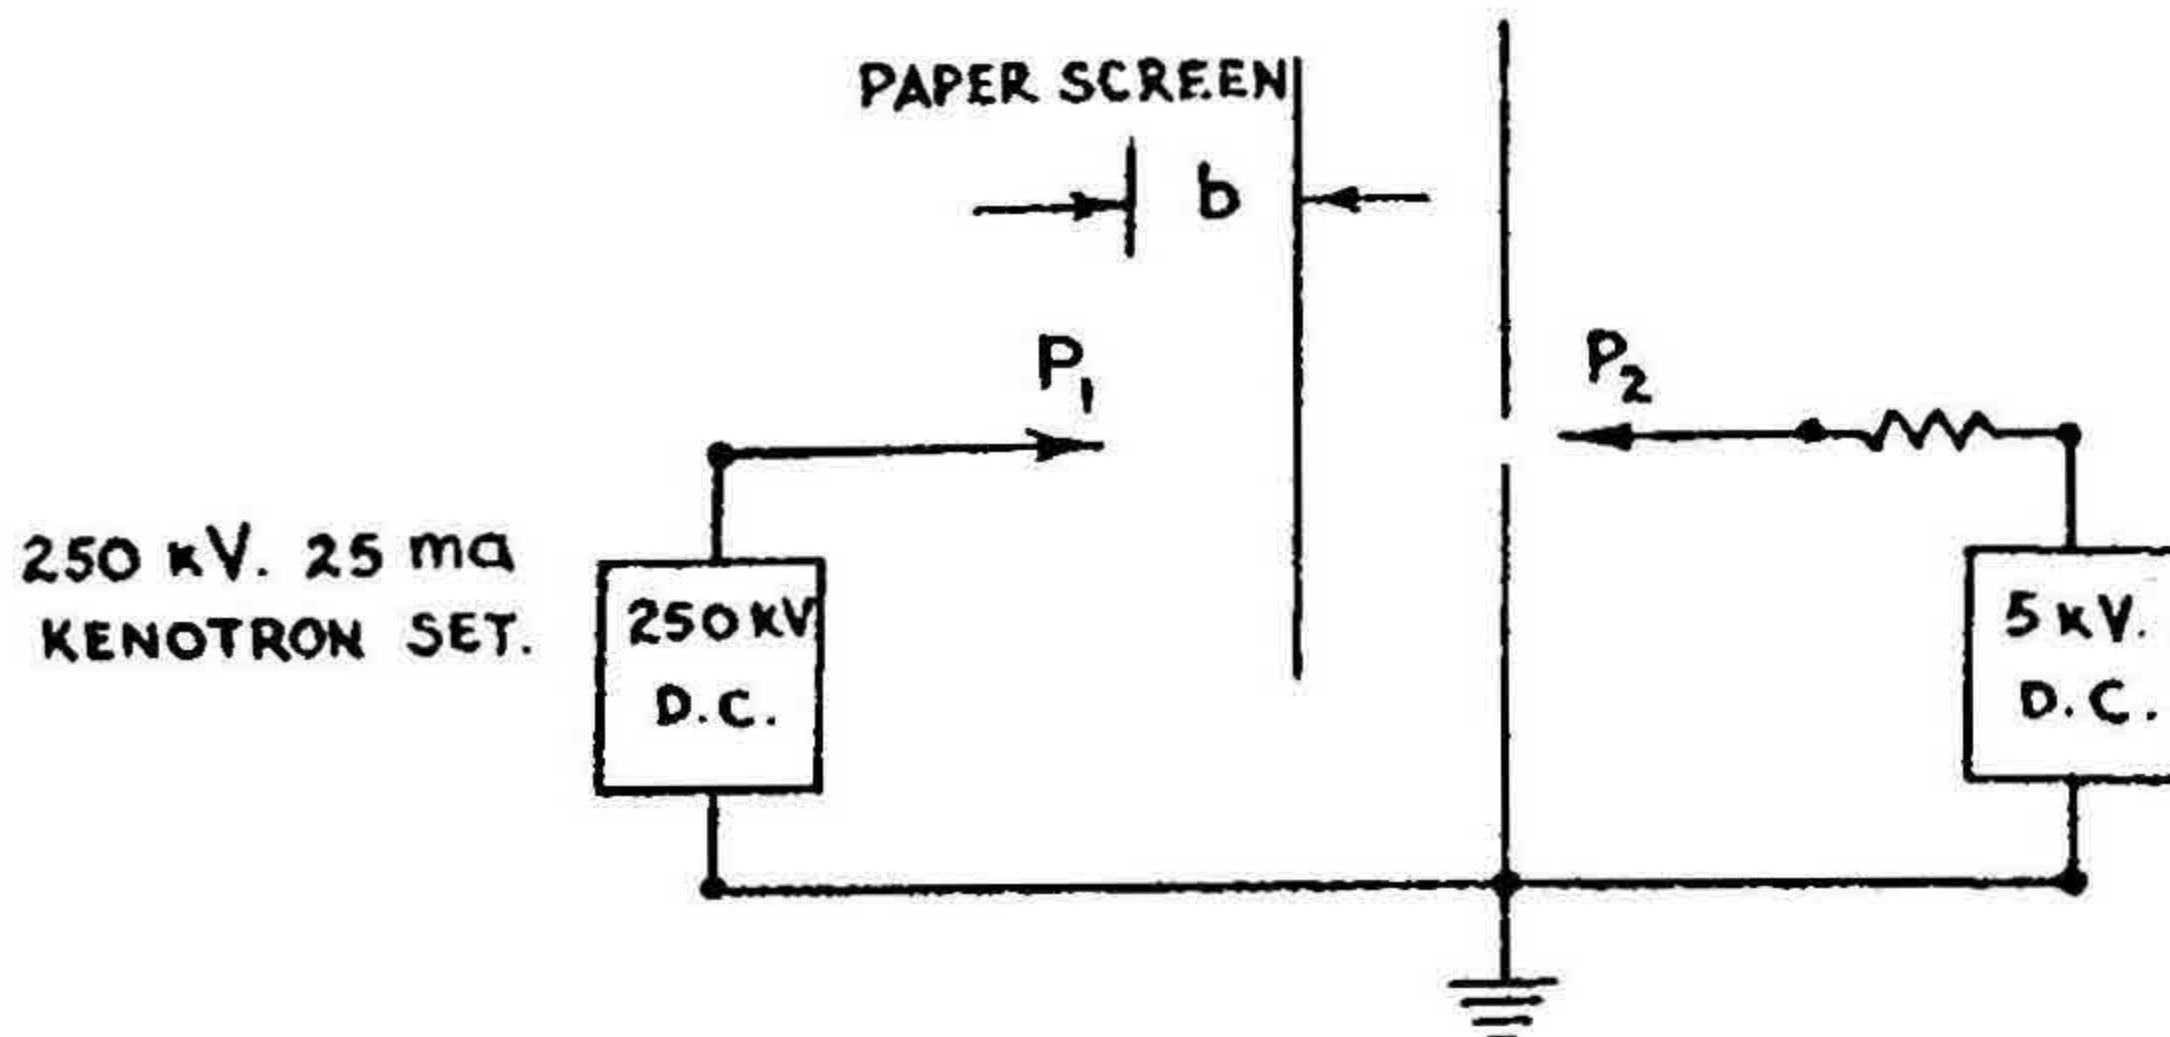 PAPER SCREEN
b
P₁
P₂
250 kV. 25 ma
KENOTRON SET.
250 kV
D.C.
5 kV.
D.C.